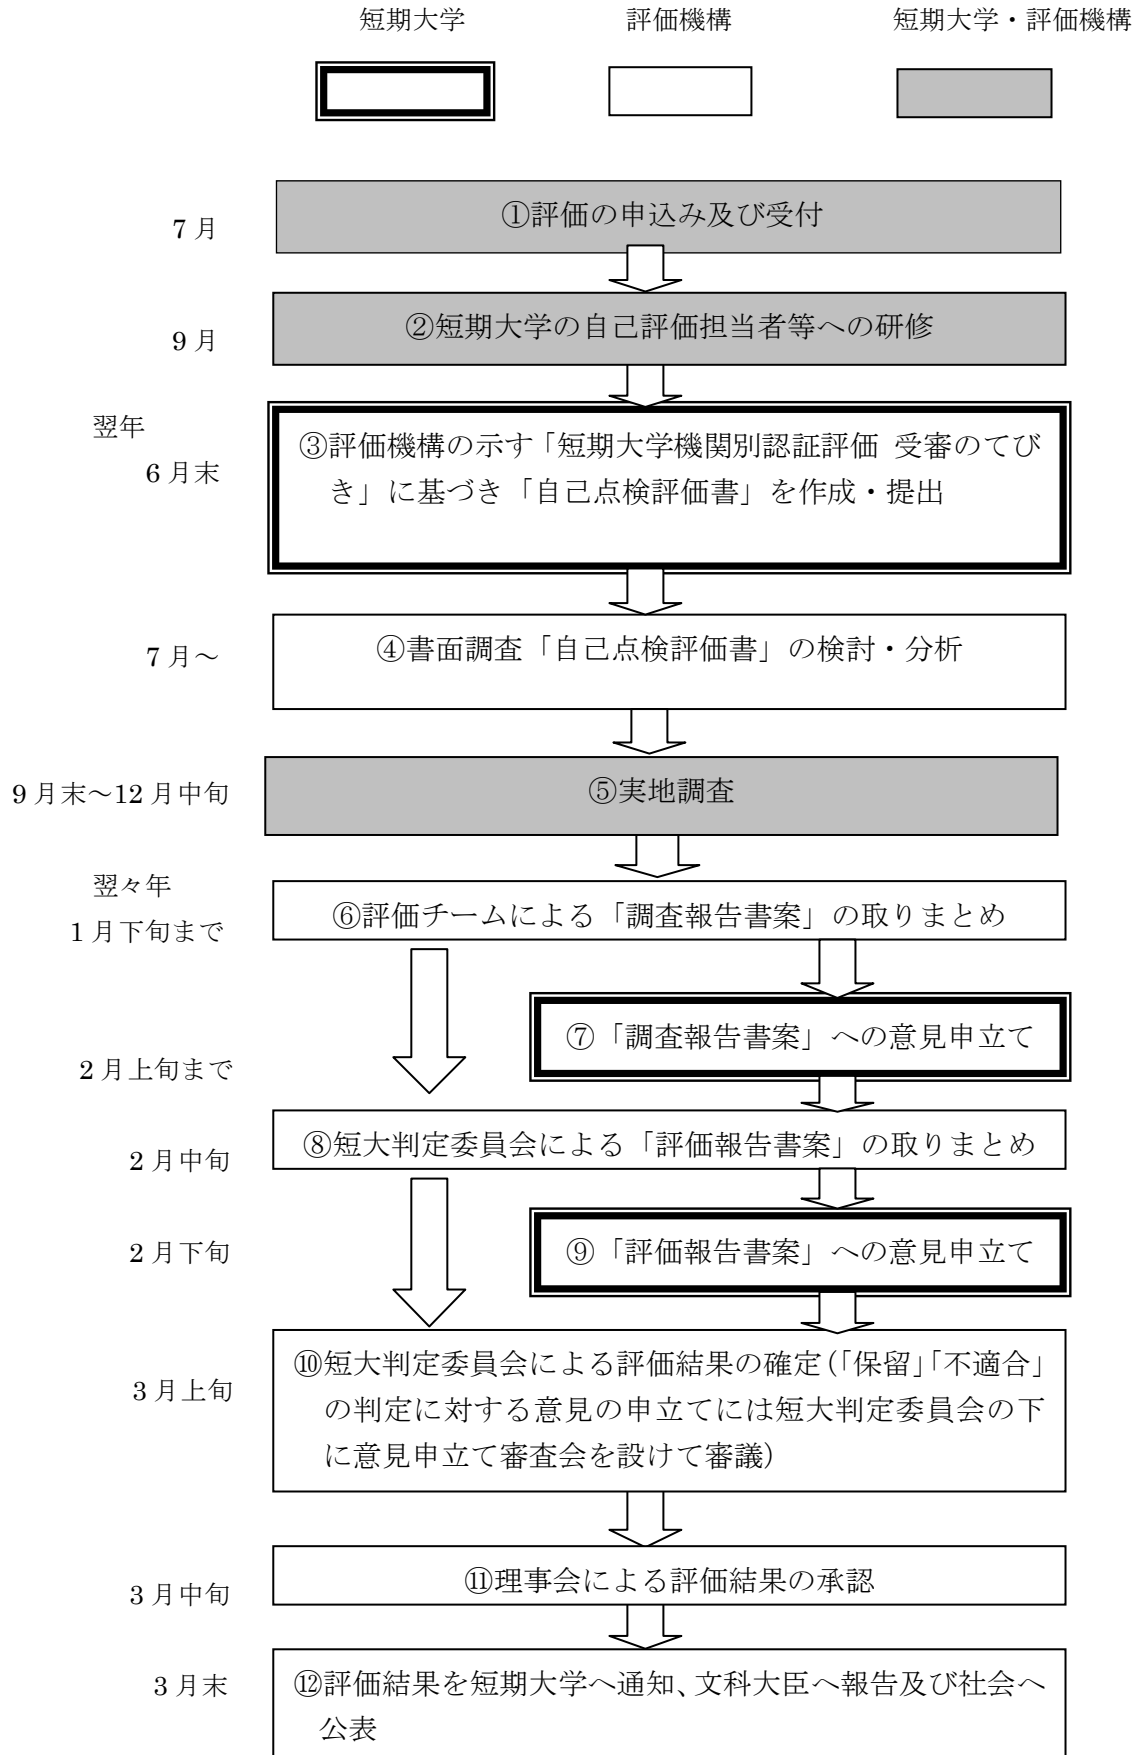 短期大学
評価機構
短期大学・評価機構
7月
①評価の申込み及び受付
9月
②短期大学の自己評価担当者等への研修
翌年
6月末
③評価機構の示す「短期大学機関別認証評価 受審のてび
き」に基づき「自己点検評価書」を作成・提出
7月～
④書面調査「自己点検評価書」の検討・分析
9月末～12月中旬
⑤実地調査
翌々年
1月下旬まで
⑥評価チームによる「調査報告書案」の取りまとめ
⑦「調査報告書案」への意見申立て
2月上旬まで
2月中旬
⑧短大判定委員会による「評価報告書案」の取りまとめ
2月下旬
⑨「評価報告書案」への意見申立て
3月上旬
⑩短大判定委員会による評価結果の確定(「保留」「不適合」
の判定に対する意見の申立てには短大判定委員会の下
に意見申立て審査会を設けて審議)
3月中旬
⑪理事会による評価結果の承認
3月末
⑫評価結果を短期大学へ通知、文科大臣へ報告及び社会へ
公表